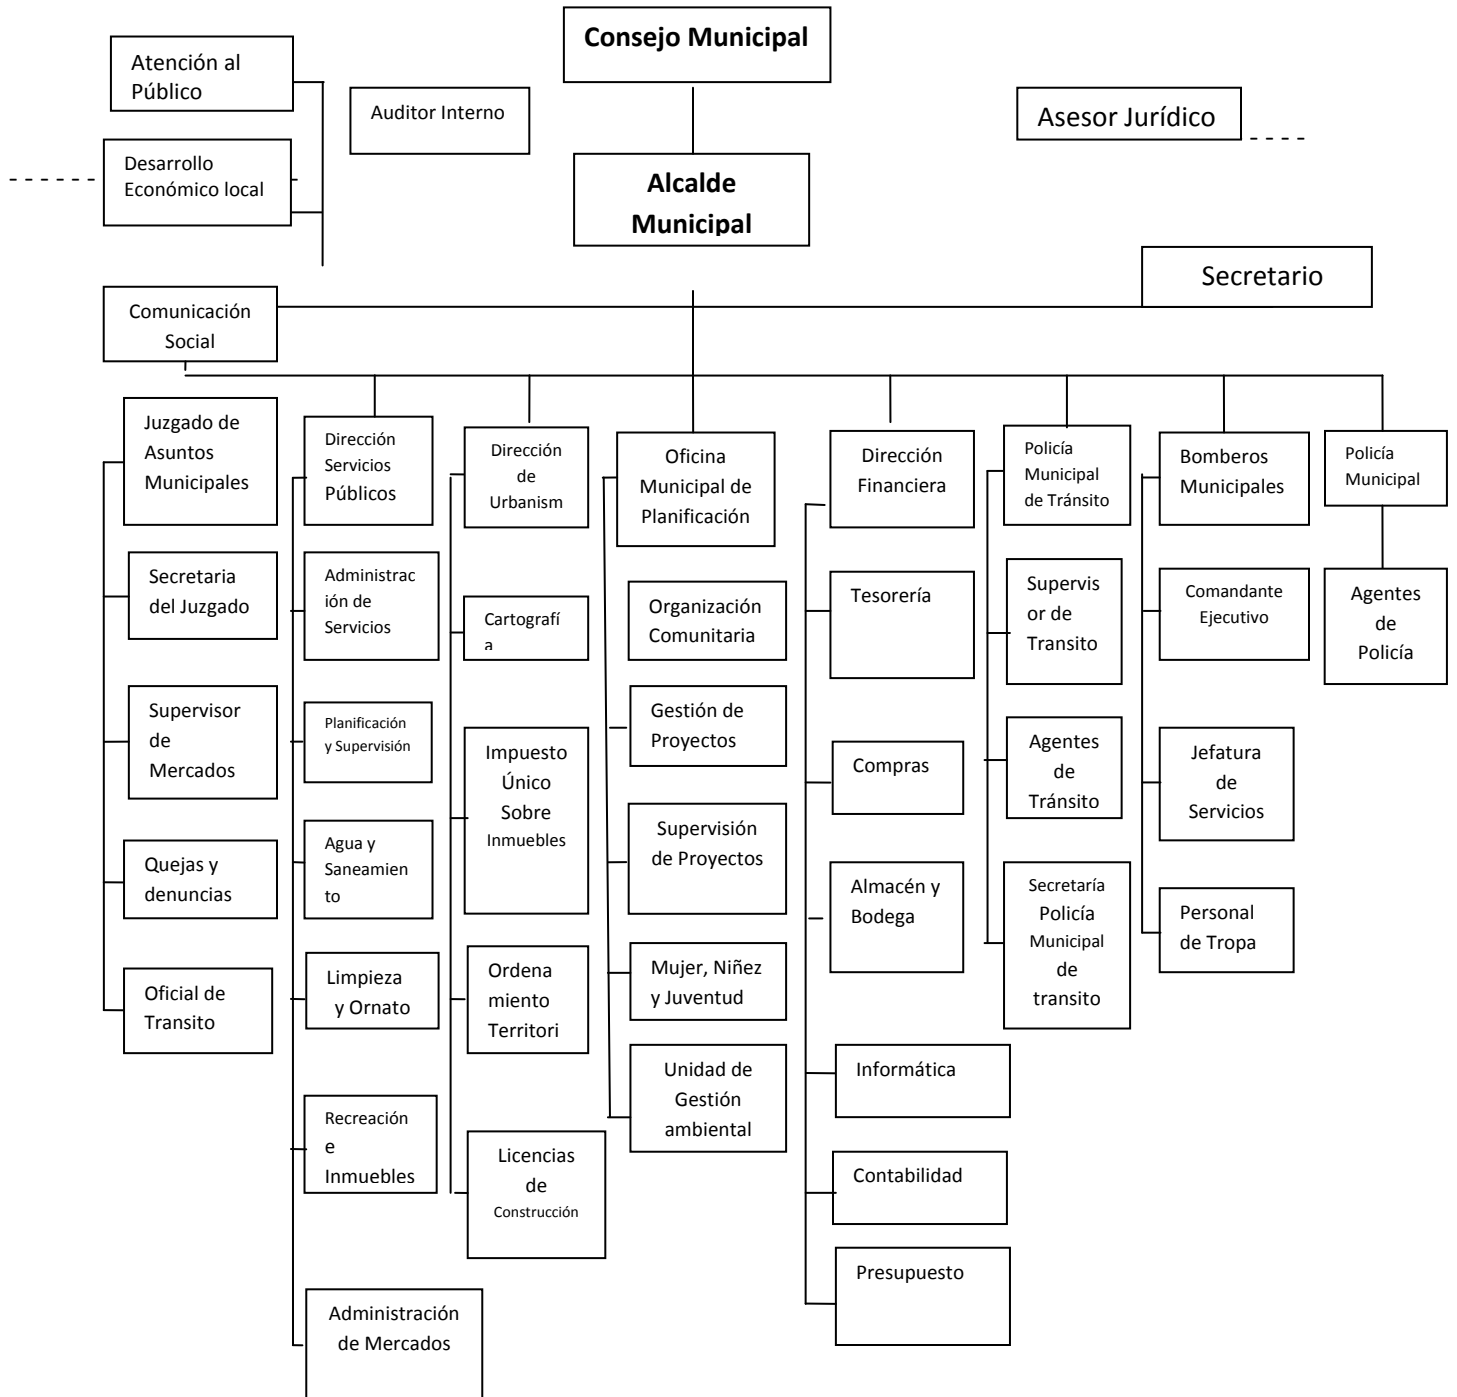 Consejo Municipal
Atención al
Público
Auditor Interno
Asesor Jurídico
Desarrollo
Económico local
Alcalde
Municipal
Secretario
Comunicación
Social
Juzgado de
Asuntos
Municipales
Secretaria
del Juzgado
Supervisor
de
Mercados
Quejas y
denuncias
Oficial de
Transito
Dirección
Servicios
Públicos
Administrac
ión de
Servicios
Planificación
y Supervisión
Agua y
Saneamien
to
Limpieza
y Ornato
Recreación
e
Inmuebles
Administración
de Mercados
Dirección
de
Urbanism
Cartografí
a
Impuesto
Único
Sobre
Inmuebles
Ordena
miento
Territori
Licencias
de
Construcción
Oficina
Municipal de
Planificación
Organización
Comunitaria
Gestión de
Proyectos
Supervisión
de Proyectos
Mujer, Niñez
y Juventud
Unidad de
Gestión
ambiental
Dirección
Financiera
Tesorería
Compras
Almacén y
Bodega
Informática
Contabilidad
Presupuesto
Policía
Municipal
de Tránsito
Supervis
or de
Transito
Agentes
de
Tránsito
Secretaría
Policía
Municipal
de
transito
Bomberos
Municipales
Comandante
Ejecutivo
Jefatura
de
Servicios
Personal
de Tropa
Policía
Municipal
Agentes
de
Policía